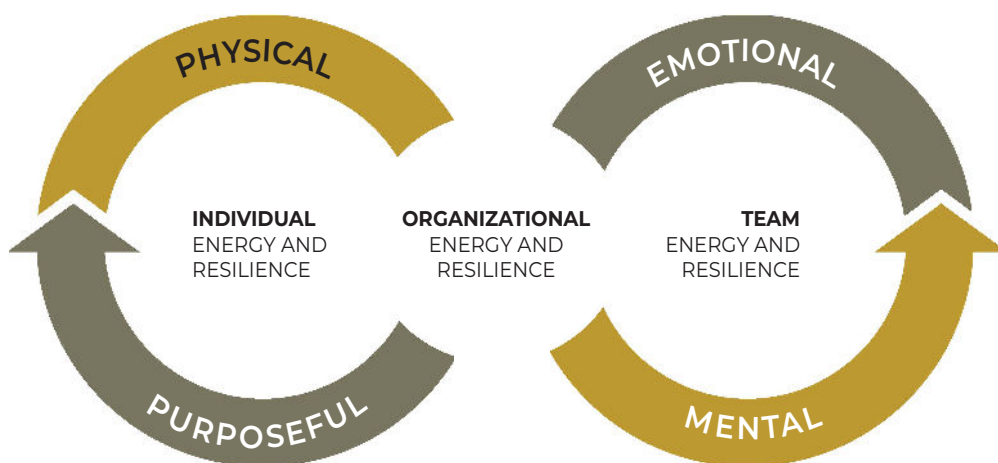 PHYSICAL
EMOTIONAL
INDIVIDUAL
ENERGY AND
RESILIENCE
ORGANIZATIONAL
ENERGY AND
RESILIENCE
TEAM
ENERGY AND
RESILIENCE
PURPOSEFUL
MENTAL